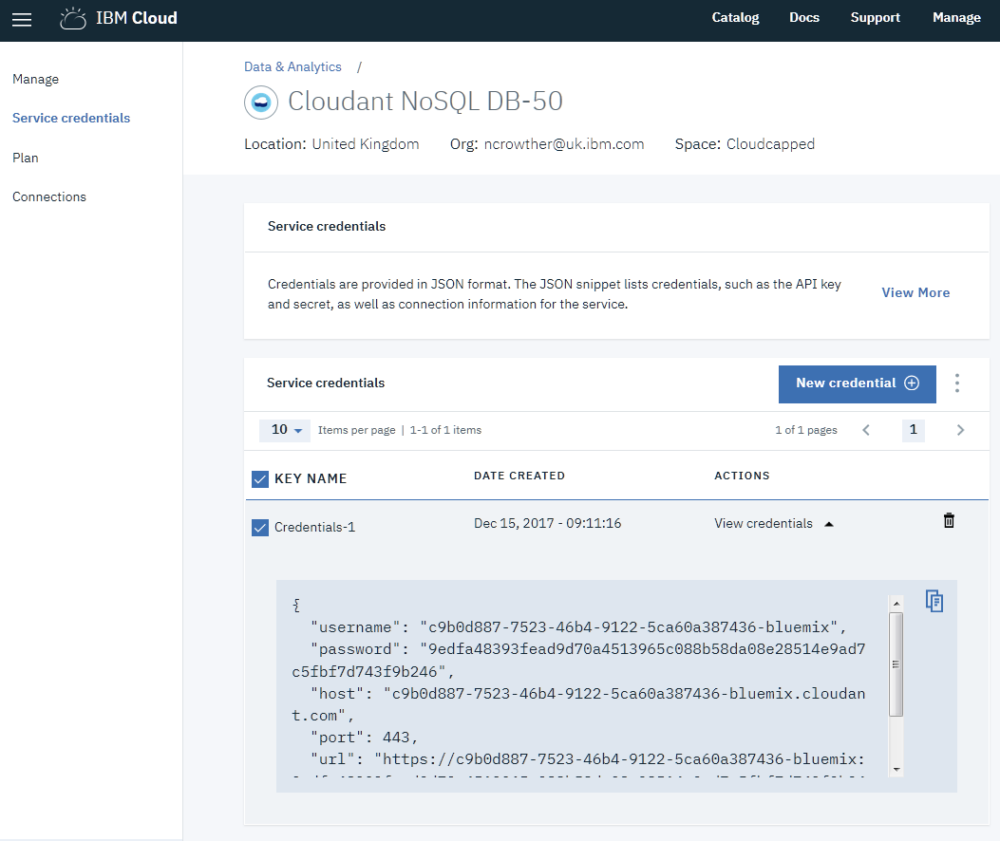 IBM Cloud
Catalog Docs Support Manage
Manage
Service credentials
Plan
Connections
Data & Analytics /
Cloudant NoSQL DB-50
Location: United Kingdom Org: ncrowther@uk.ibm.com Space: Cloudcapped
Service credentials
Credentials are provided in JSON format. The JSON snippet lists credentials, such as the API key
and secret, as well as connection information for the service.
View More
Service credentials
New credential
10 Items per page | 1-1 of 1 items 1 of 1 pages < 1 >
KEY NAME DATE CREATED ACTIONS
Credentials-1 Dec 15, 2017 - 09:11:16 View credentials
{
"username": "c9b0d887-7523-46b4-9122-5ca60a387436-bluemix",
"password": "9edfa48393fead9d70a4513965c088b58da08e28514e9ad7
c5fbf7d743f9b246",
"host": "c9b0d887-7523-46b4-9122-5ca60a387436-bluemix.cloudan
t.com",
"port": 443,
"url": "https://c9b0d887-7523-46b4-9122-5ca60a387436-bluemix: